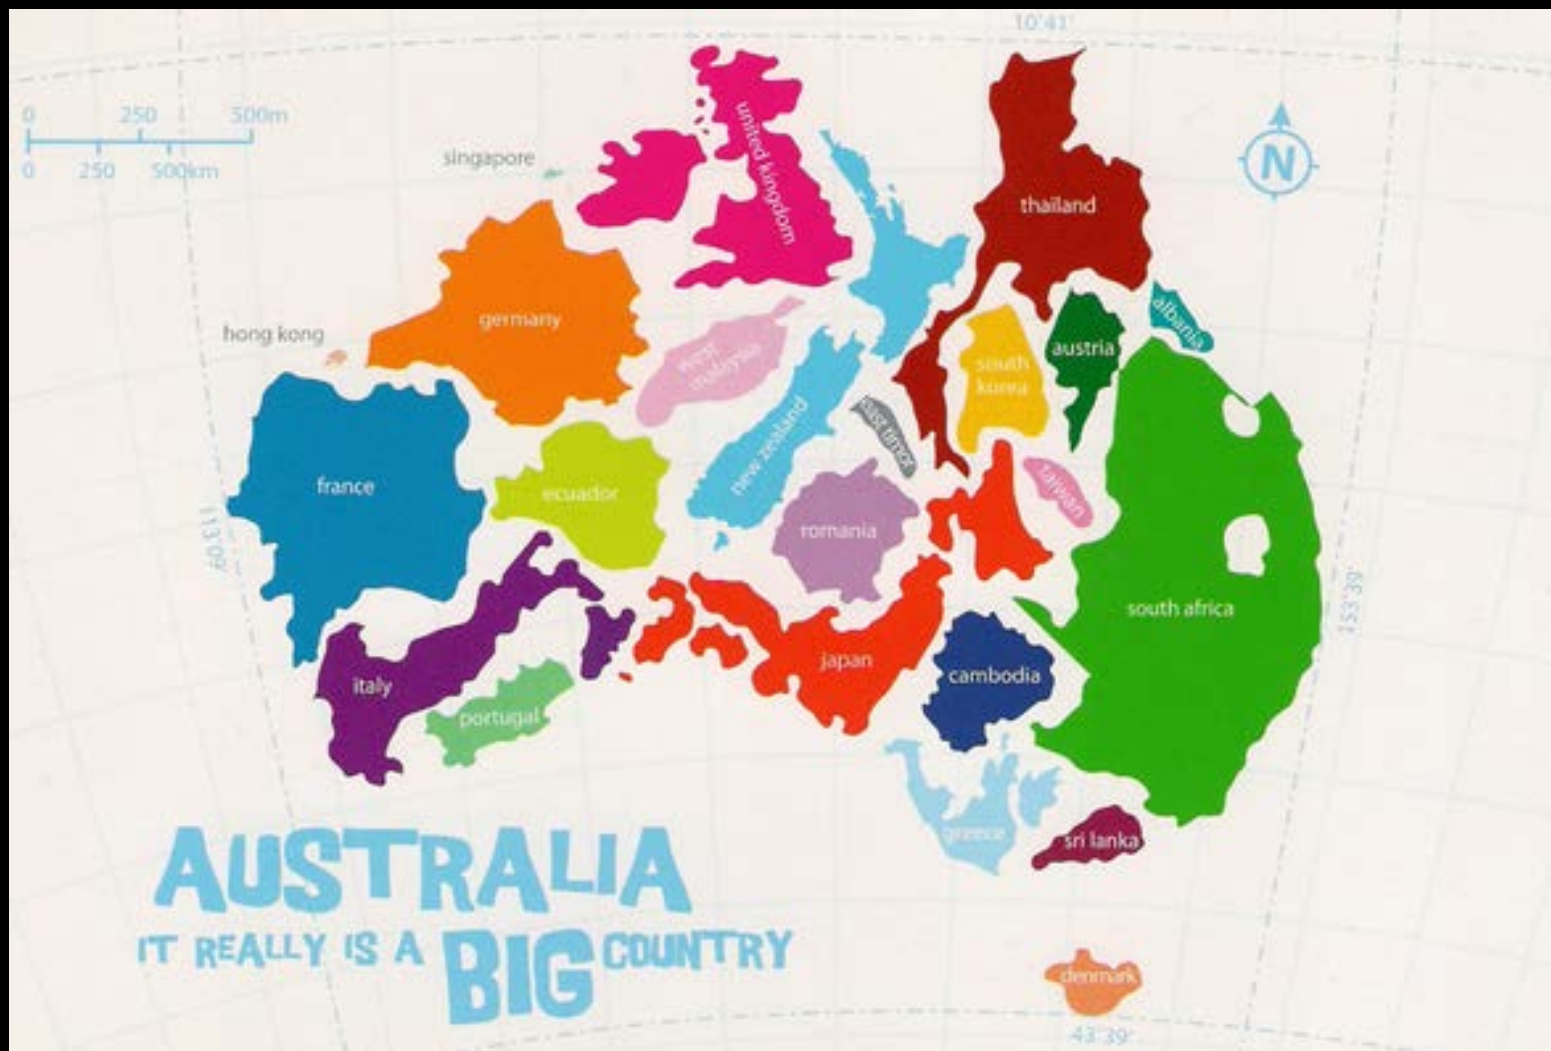 10°41'
0 250 500m
0 250 500km
singapore
united kingdom
N
thailand
germany
hong kong
west
malaysia
albania
austria
south
korea
france
ecuador
new zealand
east timor
taiwan
romania
113°09'
south africa
153°39'
italy
portugal
japan
cambodia
greece
sri lanka
AUSTRALIA
IT REALLY IS A BIG COUNTRY
denmark
43°39'